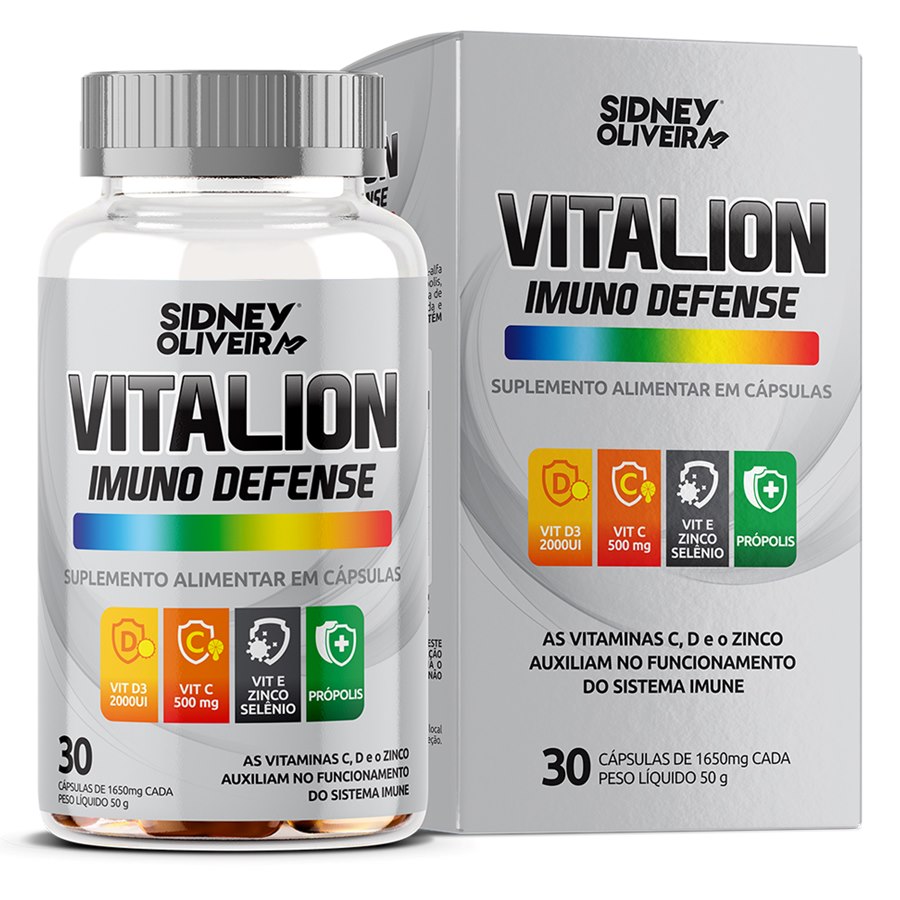 SIDNEY
OLIVEIRA
VITALION
IMUNO DEFENSE
SUPLEMENTO ALIMENTAR EM CÁPSULAS
D
VIT D3
2000UI
C
VIT C
500 mg
VIT E
ZINCO
SELÊNIO
PRÓPOLIS
30
CÁPSULAS DE 1650mg CADA
PESO LÍQUIDO 50 g
AS VITAMINAS C, D e o ZINCO
AUXILIAM NO FUNCIONAMENTO
DO SISTEMA IMUNE
SIDNEY
OLIVEIRA
VITALION
IMUNO DEFENSE
SUPLEMENTO ALIMENTAR EM CÁPSULAS
D
VIT D3
2000UI
C
VIT C
500 mg
VIT E
ZINCO
SELÊNIO
PRÓPOLIS
AS VITAMINAS C, D e o ZINCO
AUXILIAM NO FUNCIONAMENTO
DO SISTEMA IMUNE
30
CÁPSULAS DE 1650mg CADA
PESO LÍQUIDO 50 g